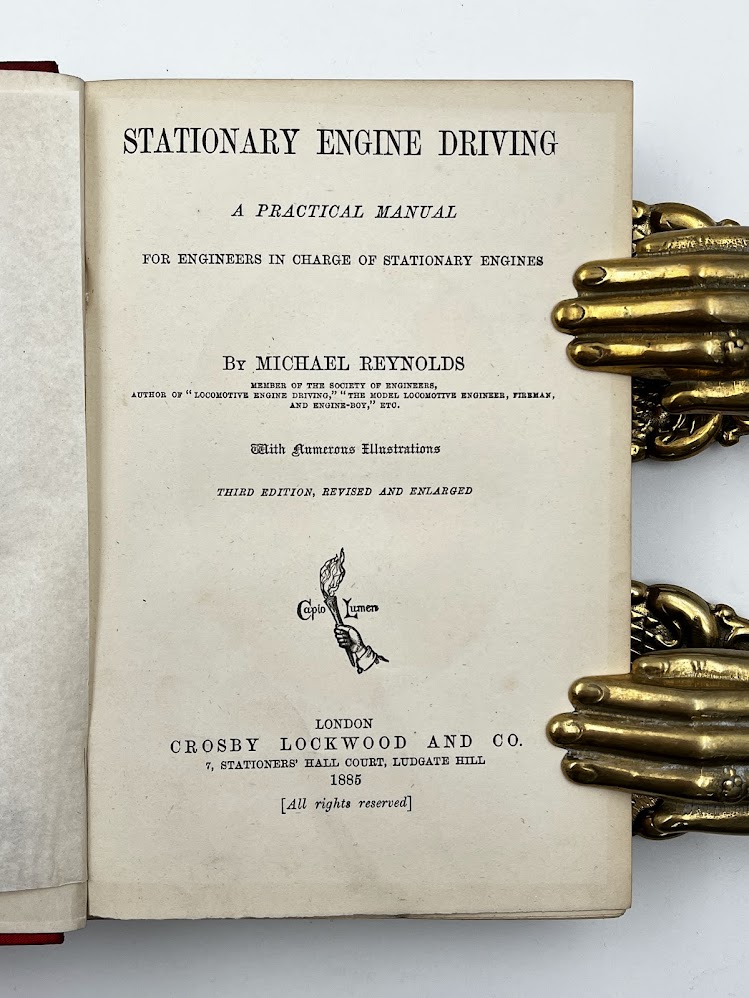 STATIONARY ENGINE DRIVING
A PRACTICAL MANUAL
FOR ENGINEERS IN CHARGE OF STATIONARY ENGINES
BY MICHAEL REYNOLDS
MEMBER OF THE SOCIETY OF ENGINEERS,
AUTHOR OF "LOCOMOTIVE ENGINE DRIVING," "THE MODEL LOCOMOTIVE ENGINEER, FIREMAN,
AND ENGINE-BOY," ETC.
With Numerous Illustrations
THIRD EDITION, REVISED AND ENLARGED
Capio Lumen
LONDON
CROSBY LOCKWOOD AND CO.
7, STATIONERS' HALL COURT, LUDGATE HILL
1885
[All rights reserved]